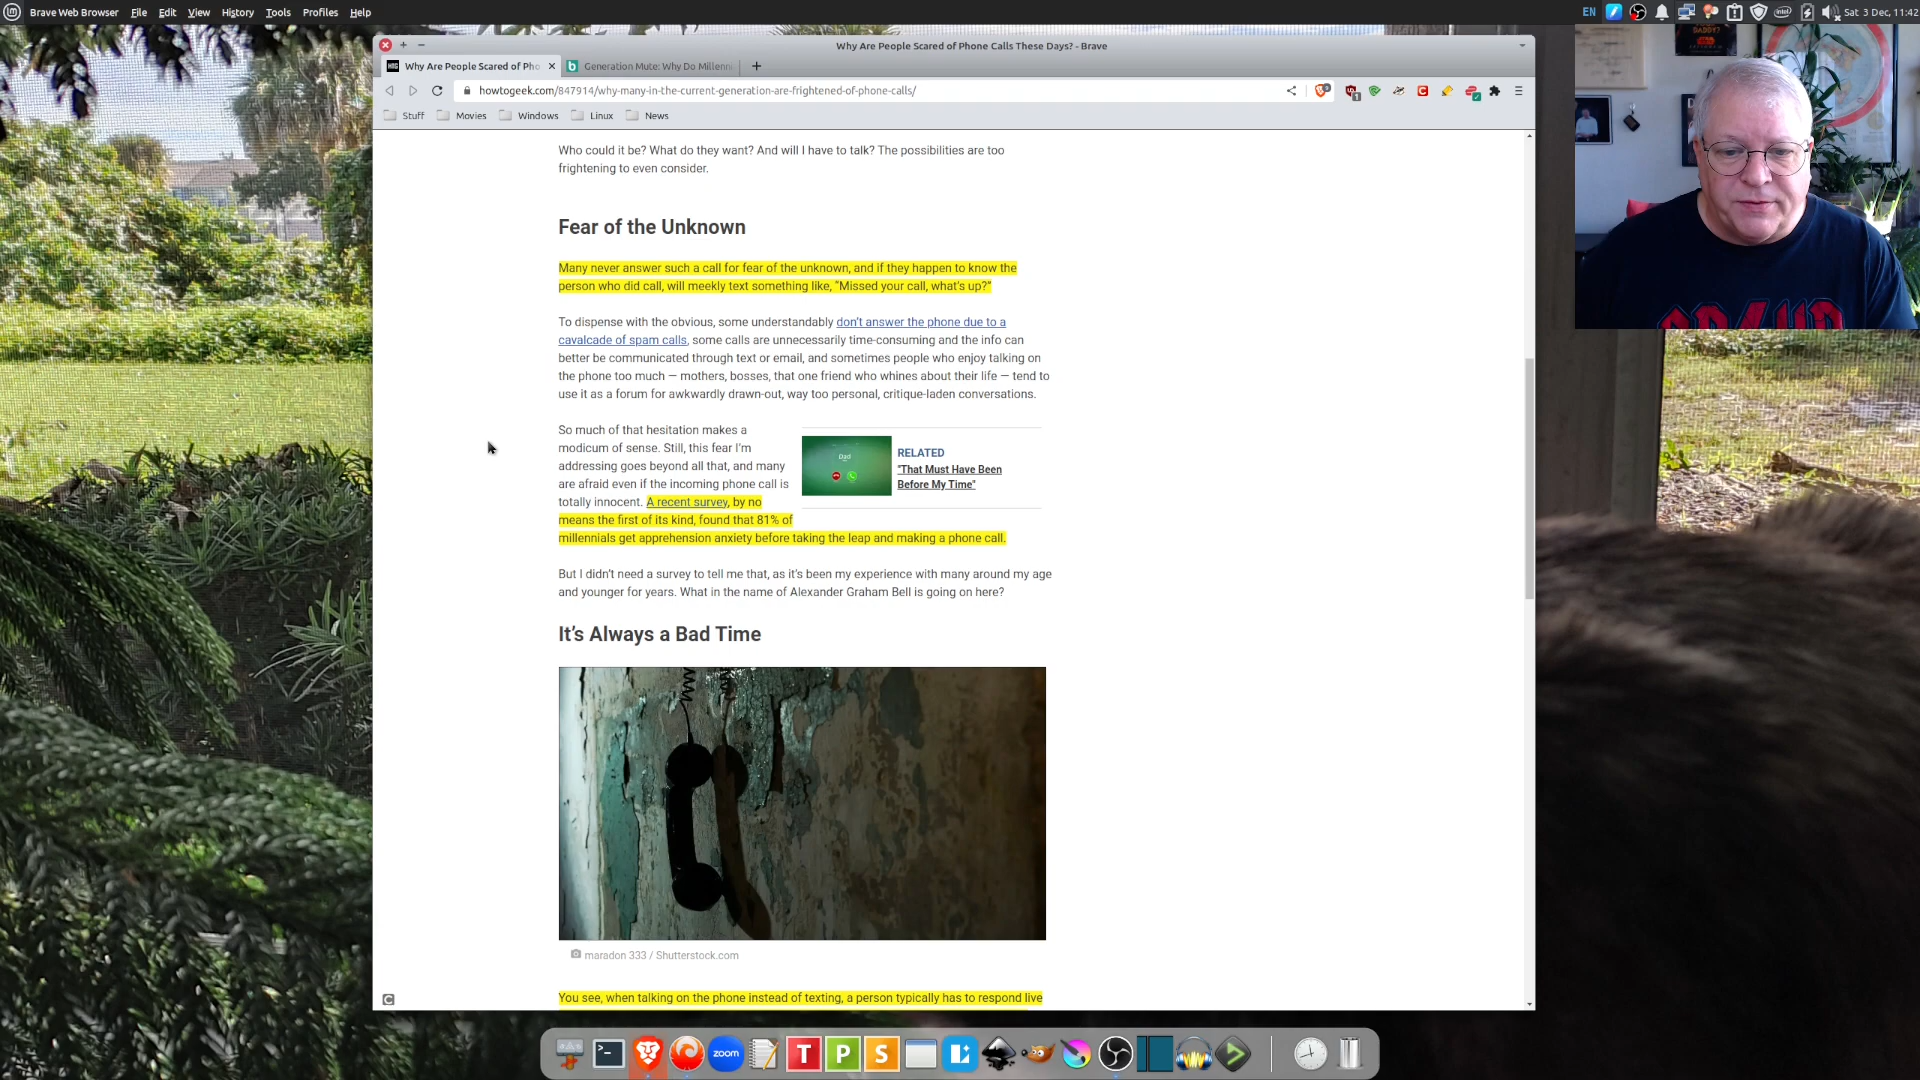 Brave Web Browser File Edit View History Tools Profiles Help
EN
Sat 3 Dec, 11:42
Why Are People Scared of Phone Calls These Days? - Brave
Why Are People Scared of Pho
Generation Mute: Why Do Millenn
howtogeek.com/847914/why-many-in-the-current-generation-are-frightened-of-phone-calls/
Stuff Movies Windows Linux News
Who could it be? What do they want? And will I have to talk? The possibilities are too
frightening to even consider.
Fear of the Unknown
Many never answer such a call for fear of the unknown, and if they happen to know the
person who did call, will meekly text something like, “Missed your call, what’s up?”
To dispense with the obvious, some understandably don’t answer the phone due to a
cavalcade of spam calls, some calls are unnecessarily time-consuming and the info can
better be communicated through text or email, and sometimes people who enjoy talking on
the phone too much — mothers, bosses, that one friend who whines about their life — tend to
use it as a forum for awkwardly drawn-out, way too personal, critique-laden conversations.
So much of that hesitation makes a
modicum of sense. Still, this fear I’m
addressing goes beyond all that, and many
are afraid even if the incoming phone call is
totally innocent. A recent survey, by no
means the first of its kind, found that 81% of
millennials get apprehension anxiety before taking the leap and making a phone call.
Dad
RELATED
"That Must Have Been
Before My Time"
But I didn’t need a survey to tell me that, as it’s been my experience with many around my age
and younger for years. What in the name of Alexander Graham Bell is going on here?
It’s Always a Bad Time
maradon 333 / Shutterstock.com
You see, when talking on the phone instead of texting, a person typically has to respond live
zoom
T P S